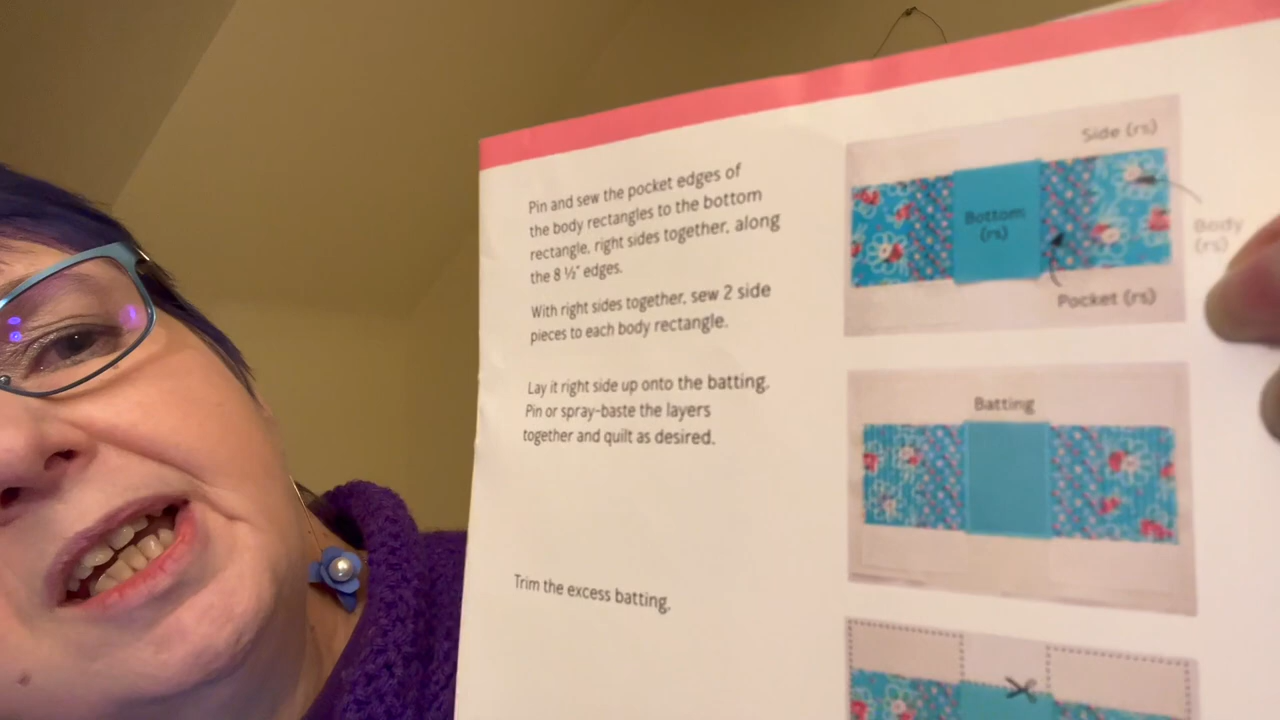 Pin and sew the pocket edges of
the body rectangles to the bottom
rectangle, right sides together, along
the 8 ½" edges.
With right sides together, sew 2 side
pieces to each body rectangle.
Lay it right side up onto the batting.
Pin or spray-baste the layers
together and quilt as desired.
Trim the excess batting.
Side (rs)
Bottom
(rs)
Body
(rs)
Pocket (rs)
Batting